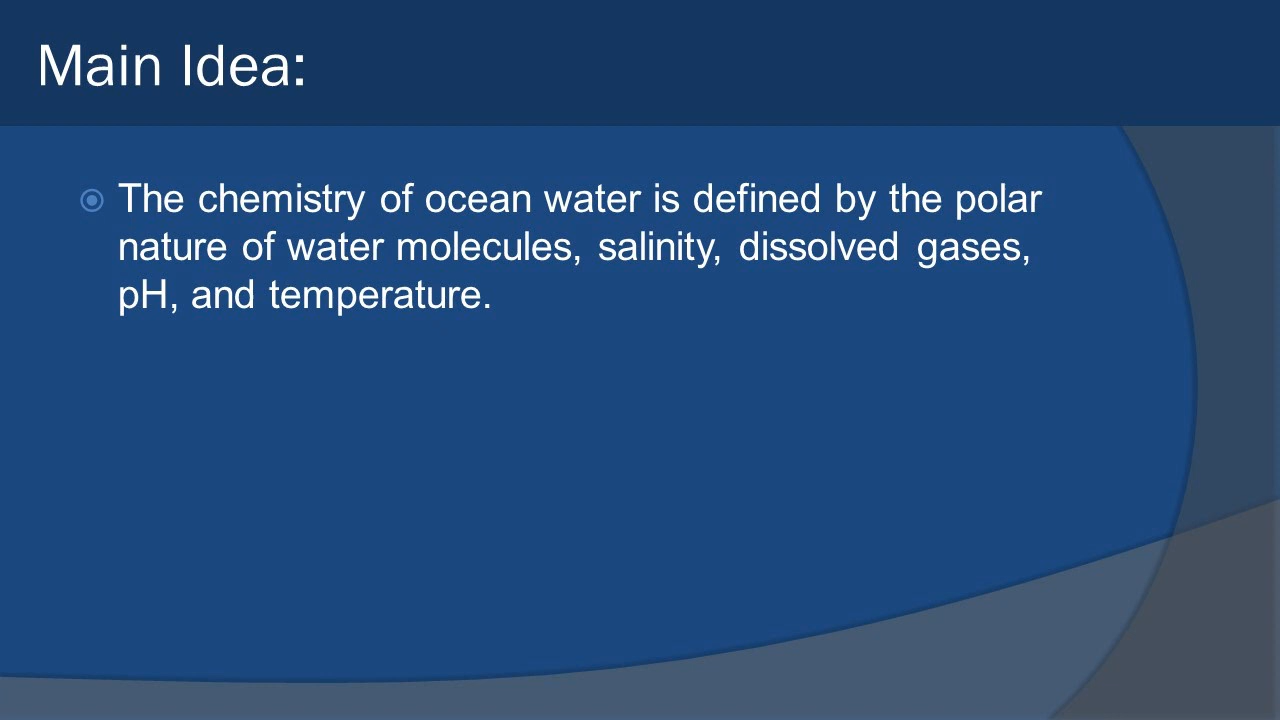 Main Idea:
The chemistry of ocean water is defined by the polar
nature of water molecules, salinity, dissolved gases,
pH, and temperature.